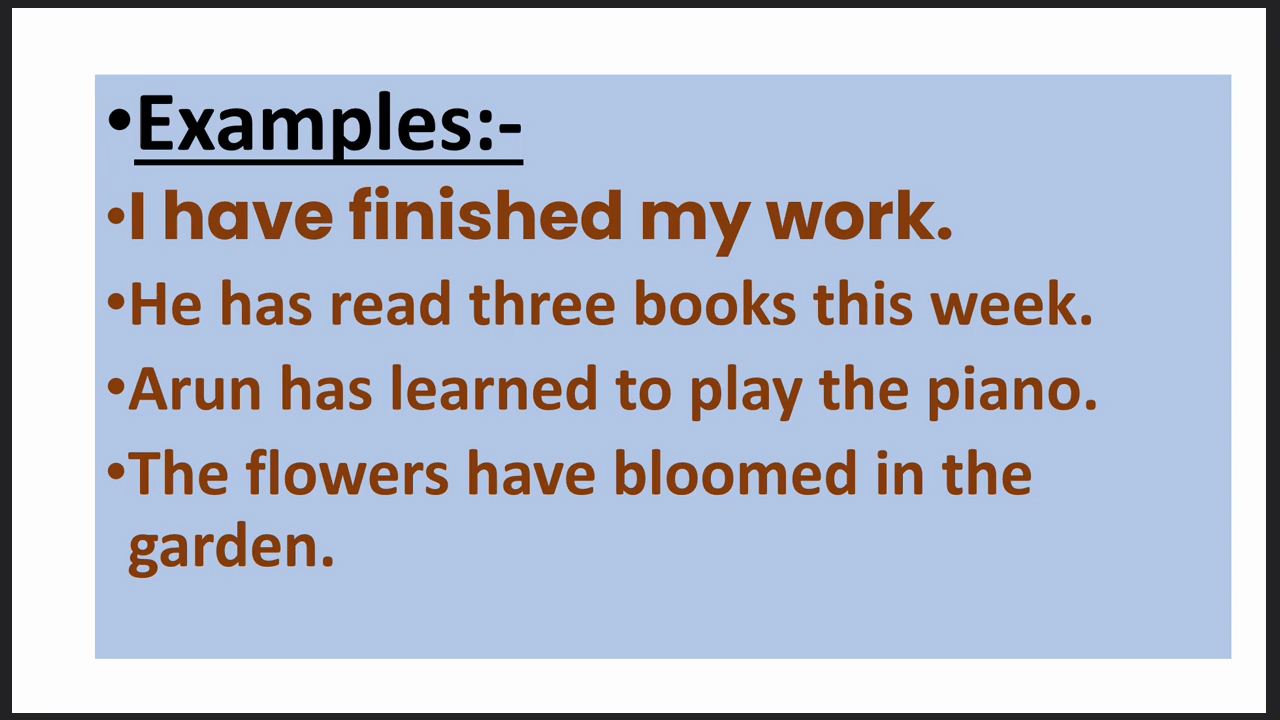 •Examples:-
•I have finished my work.
•He has read three books this week.
•Arun has learned to play the piano.
•The flowers have bloomed in the
garden.